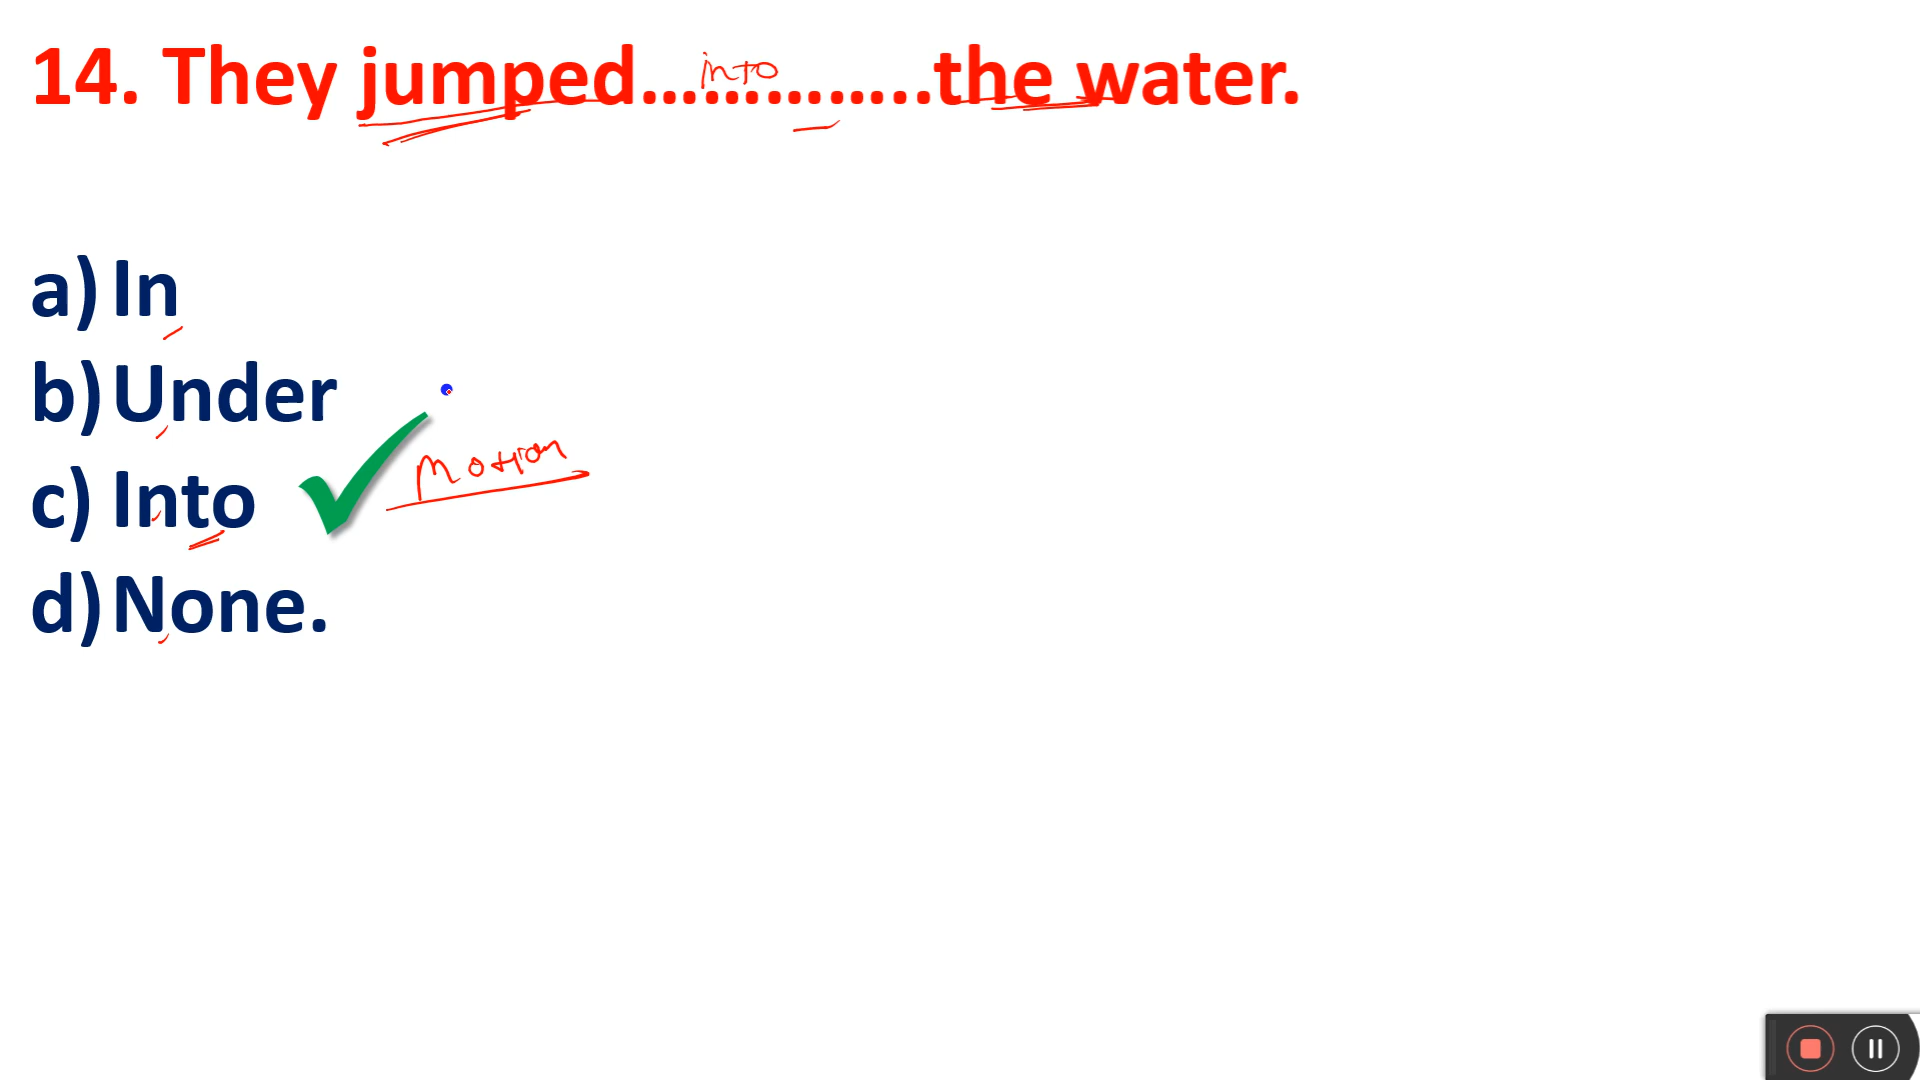 into
14. They jumped..............the water.
a) In
b) Under
c) Into
Motion
d) None.